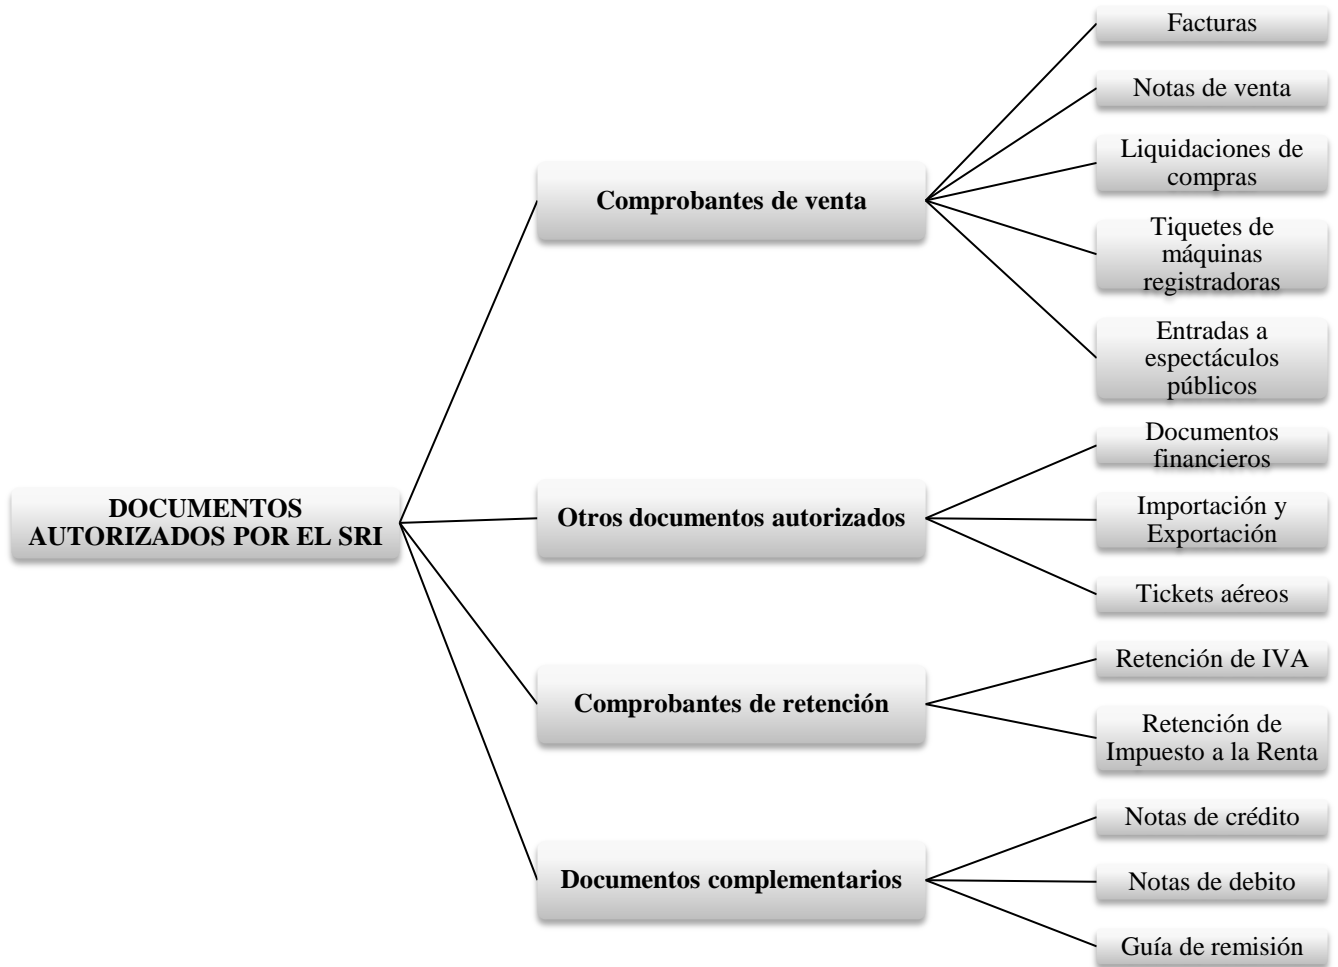 DOCUMENTOS
AUTORIZADOS POR EL SRI
Comprobantes de venta
Facturas
Notas de venta
Liquidaciones de
compras
Tiquetes de
máquinas
registradoras
Entradas a
espectáculos
públicos
Otros documentos autorizados
Documentos
financieros
Importación y
Exportación
Tickets aéreos
Comprobantes de retención
Retención de IVA
Retención de
Impuesto a la Renta
Documentos complementarios
Notas de crédito
Notas de debito
Guía de remisión